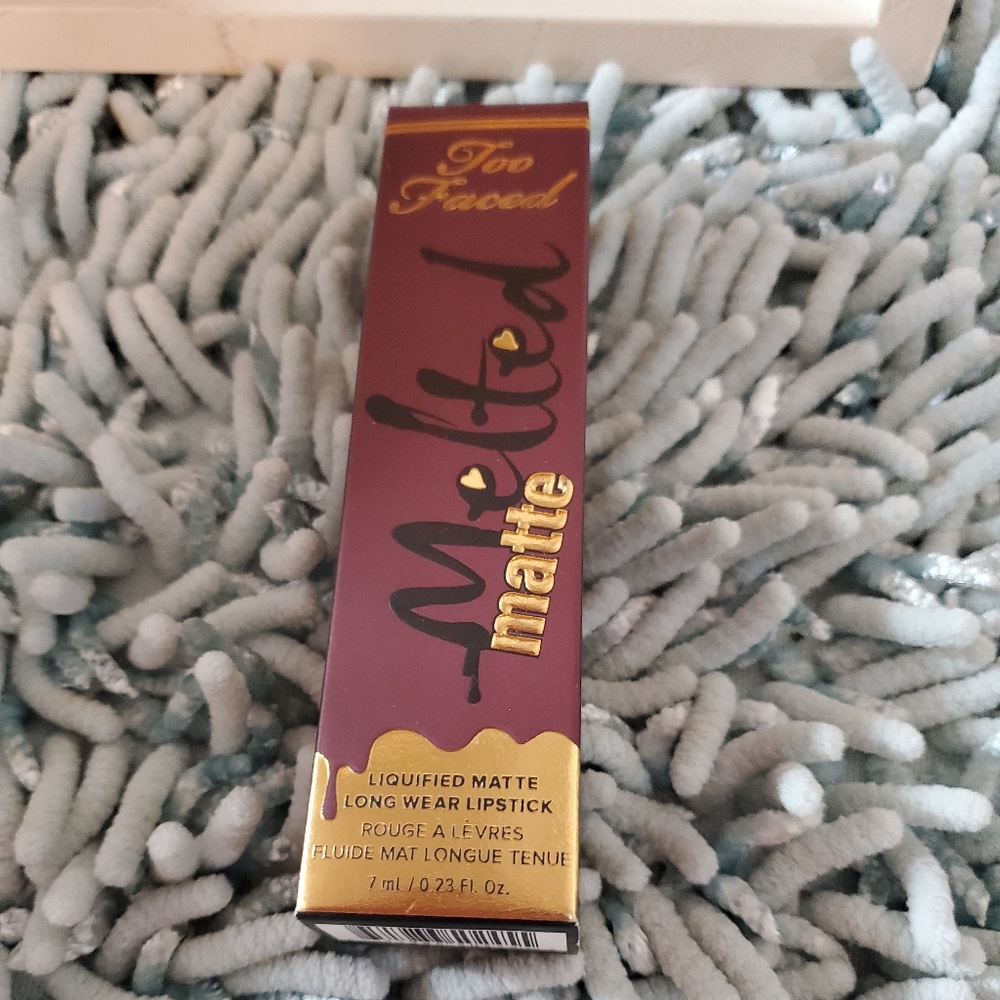 Too
Faced
Melted
matte
LIQUIFIED MATTE
LONG WEAR LIPSTICK
ROUGE A LÈVRES
FLUIDE MAT LONGUE TENUE
7 mL / 0.23 Fl. Oz.